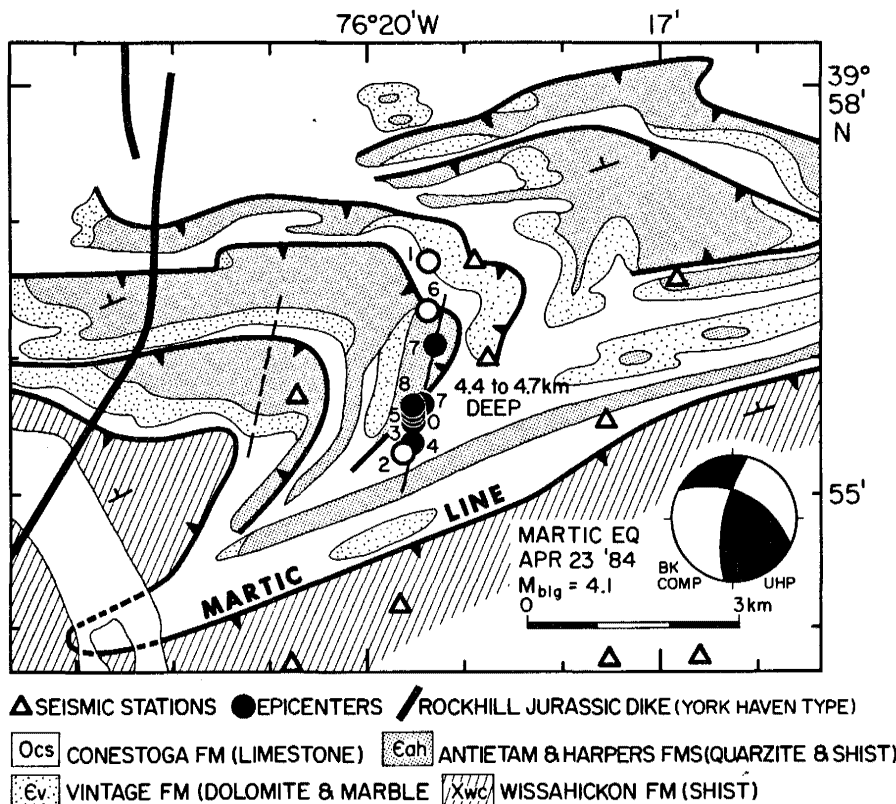 76°20'W 17'
39°
58'
N
1
6
7
4.4 to 4.7km
DEEP
8
7
5
0
3
4
2
55'
MARTIC LINE
MARTIC EQ
APR 23 '84
Mblg = 4.1
BK
COMP
UHP
0 3km
SEISMIC STATIONS EPICENTERS ROCKHILL JURASSIC DIKE (YORK HAVEN TYPE)
Ocs CONESTOGA FM (LIMESTONE) Єah ANTIETAM & HARPERS FMS(QUARZITE & SHIST)
Єv VINTAGE FM (DOLOMITE & MARBLE Xwc WISSAHICKON FM (SHIST)